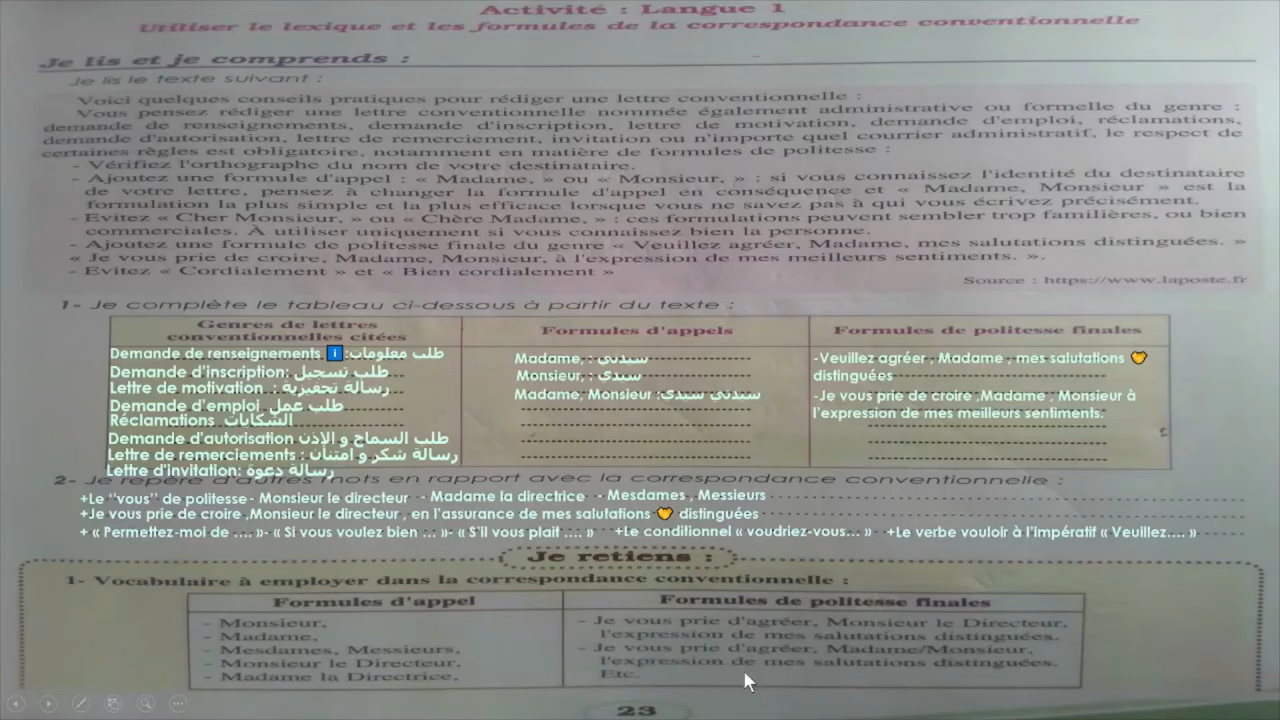 Activité : Langue 1
Utiliser le lexique et les formules de la correspondance conventionnelle
Je lis et je comprends :
Je lis le texte suivant :
Voici quelques conseils pratiques pour rédiger une lettre conventionnelle :
Vous pensez rédiger une lettre conventionnelle nommée également administrative ou formelle du genre :
demande de renseignements, demande d'inscription, lettre de motivation, demande d'emploi, réclamations,
demande d'autorisation, lettre de remerciement, invitation ou n'importe quel courrier administratif, le respect de
certaines règles est obligatoire, notamment en matière de formules de politesse :
- Vérifiez l'orthographe du nom de votre destinataire.
- Ajoutez une formule d'appel : « Madame, » ou « Monsieur, » : si vous connaissez l'identité du destinataire
de votre lettre, pensez à changer la formule d'appel en conséquence et « Madame, Monsieur » est la
formulation la plus simple et la plus efficace lorsque vous ne savez pas à qui vous écrivez précisément.
- Evitez « Cher Monsieur, » ou « Chère Madame, » : ces formulations peuvent sembler trop familières, ou bien
commerciales. À utiliser uniquement si vous connaissez bien la personne.
- Ajoutez une formule de politesse finale du genre « Veuillez agréer, Madame, mes salutations distinguées. »
« Je vous prie de croire, Madame, Monsieur, à l'expression de mes meilleurs sentiments. ».
- Evitez « Cordialement » et « Bien cordialement »
Source : https://www.laposte.fr
1- Je complète le tableau ci-dessous à partir du texte :
Genres de lettres
conventionnelles citées
Demande de renseignements i :طلب معلومات
Demande d'inscription: طلب تسجيل
Lettre de motivation : رسالة تحفيزية
Demande d'emploi طلب عمل
Réclamations الشكايات
Demande d'autorisation طلب السماح و الإذن
Lettre de remerciements : رسالة شكر و امتنان
Lettre d'invitation: رسالة دعوة
Formules d'appels
Madame, : سيدتي
Monsieur, : سيدي
Madame, Monsieur :سيدتي سيدي
Formules de politesse finales
-Veuillez agréer , Madame , mes salutations
distinguées
-Je vous prie de croire ,Madame , Monsieur à
l'expression de mes meilleurs sentiments.
2- Je repère d'autres mots en rapport avec la correspondance conventionnelle :
+Le "vous" de politesse- Monsieur le directeur - Madame la directrice - Mesdames , Messieurs
+Je vous prie de croire ,Monsieur le directeur , en l'assurance de mes salutations distinguées
+ « Permettez-moi de .... »- « Si vous voulez bien ... »- « S'il vous plait .... » +Le conditionnel « voudriez-vous... » +Le verbe vouloir à l'impératif « Veuillez.... »
Je retiens :
1- Vocabulaire à employer dans la correspondance conventionnelle :
Formules d'appel
- Monsieur,
- Madame,
- Mesdames, Messieurs,
- Monsieur le Directeur,
- Madame la Directrice,
Formules de politesse finales
- Je vous prie d'agréer, Monsieur le Directeur,
l'expression de mes salutations distinguées.
- Je vous prie d'agréer, Madame/Monsieur,
l'expression de mes salutations distinguées.
Etc.
23